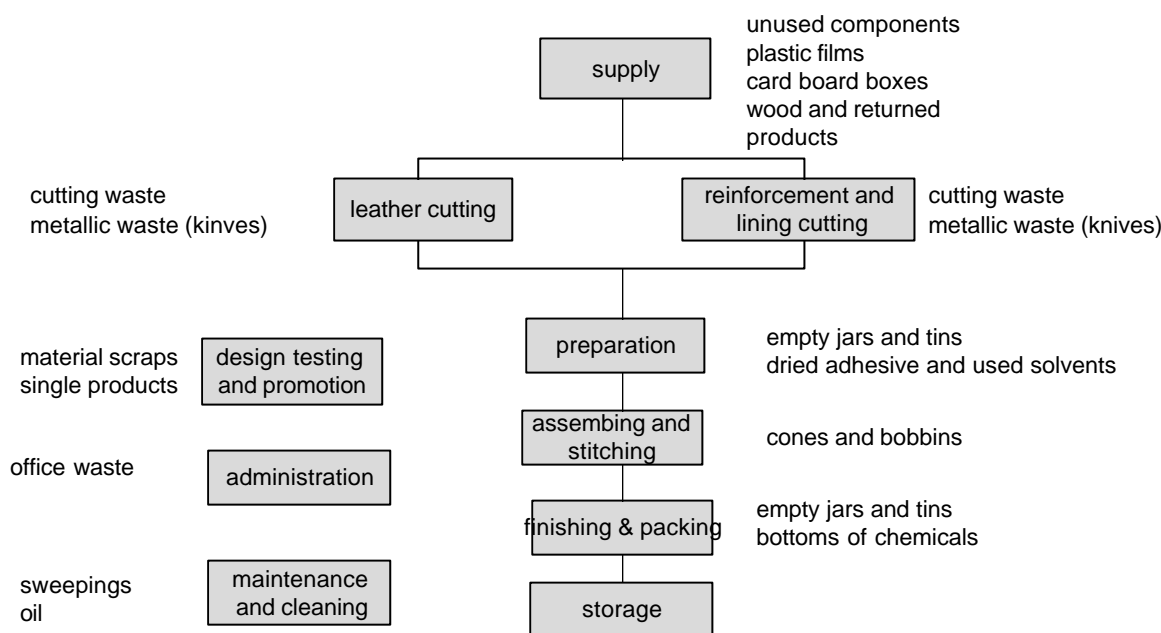 supply
unused components
plastic films
card board boxes
wood and returned
products
cutting waste
metallic waste (kinves)
leather cutting
reinforcement and
lining cutting
cutting waste
metallic waste (knives)
preparation
empty jars and tins
dried adhesive and used solvents
material scraps
single products
design testing
and promotion
assembing and
stitching
cones and bobbins
office waste
administration
finishing & packing
empty jars and tins
bottoms of chemicals
sweepings
oil
maintenance
and cleaning
storage